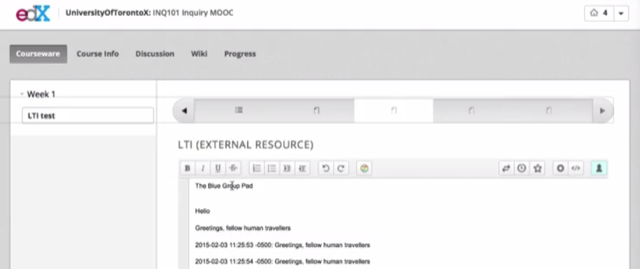 edX UniversityOfTorontoX: INQ101 Inquiry MOOC 4
Courseware Course Info Discussion Wiki Progress
Week 1
LTI test
LTI (EXTERNAL RESOURCE)
B I U S
The Blue Group Pad
Hello
Greetings, fellow human travellers
2015-02-03 11:25:53 -0500: Greetings, fellow human travellers
2015-02-03 11:25:54 -0500: Greetings, fellow human travellers